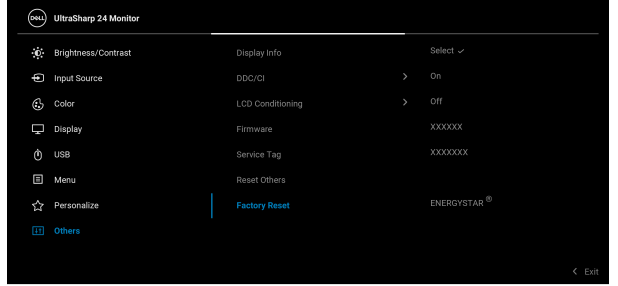 DELL UltraSharp 24 Monitor
Brightness/Contrast Display Info Select
Input Source DDC/CI On
Color LCD Conditioning Off
Display Firmware XXXXXX
USB Service Tag XXXXXXX
Menu Reset Others
Personalize Factory Reset ENERGYSTAR ®
Others
Exit